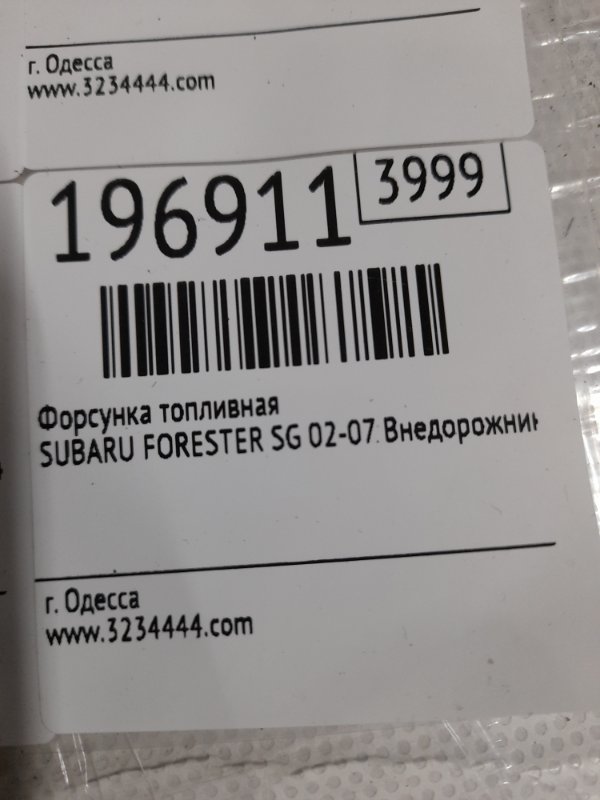 г. Одесса
www.3234444.com
196911 3999
Форсунка топливная
SUBARU FORESTER SG 02-07 Внедорожник
г. Одесса
www.3234444.com